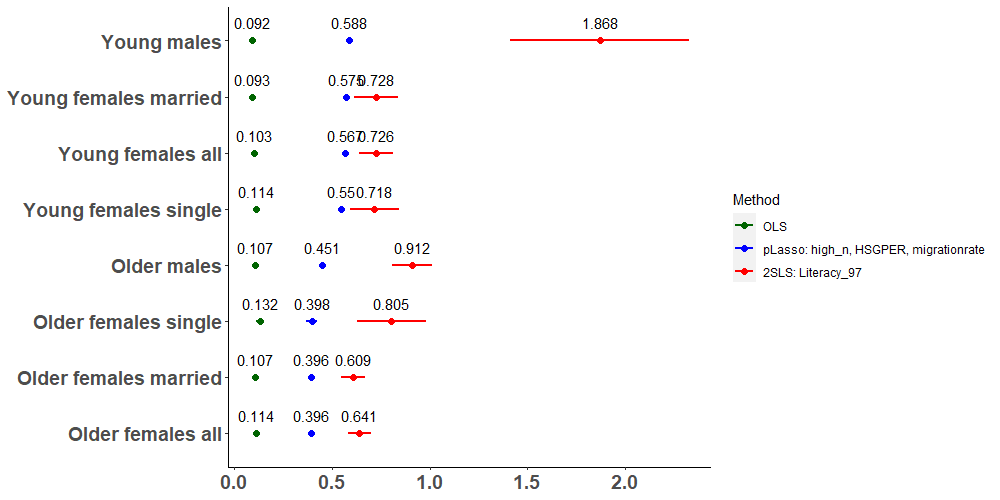 0.092 0.588 1.868
Young males
0.093 0.575 0.728
Young females married
0.103 0.567 0.726
Young females all
0.114 0.55 0.718
Young females single
0.107 0.451 0.912
Older males
0.132 0.398 0.805
Older females single
0.107 0.396 0.609
Older females married
0.114 0.396 0.641
Older females all
0.0 0.5 1.0 1.5 2.0
Method
OLS
pLasso: high_n, HSGPER, migrationrate
2SLS: Literacy_97